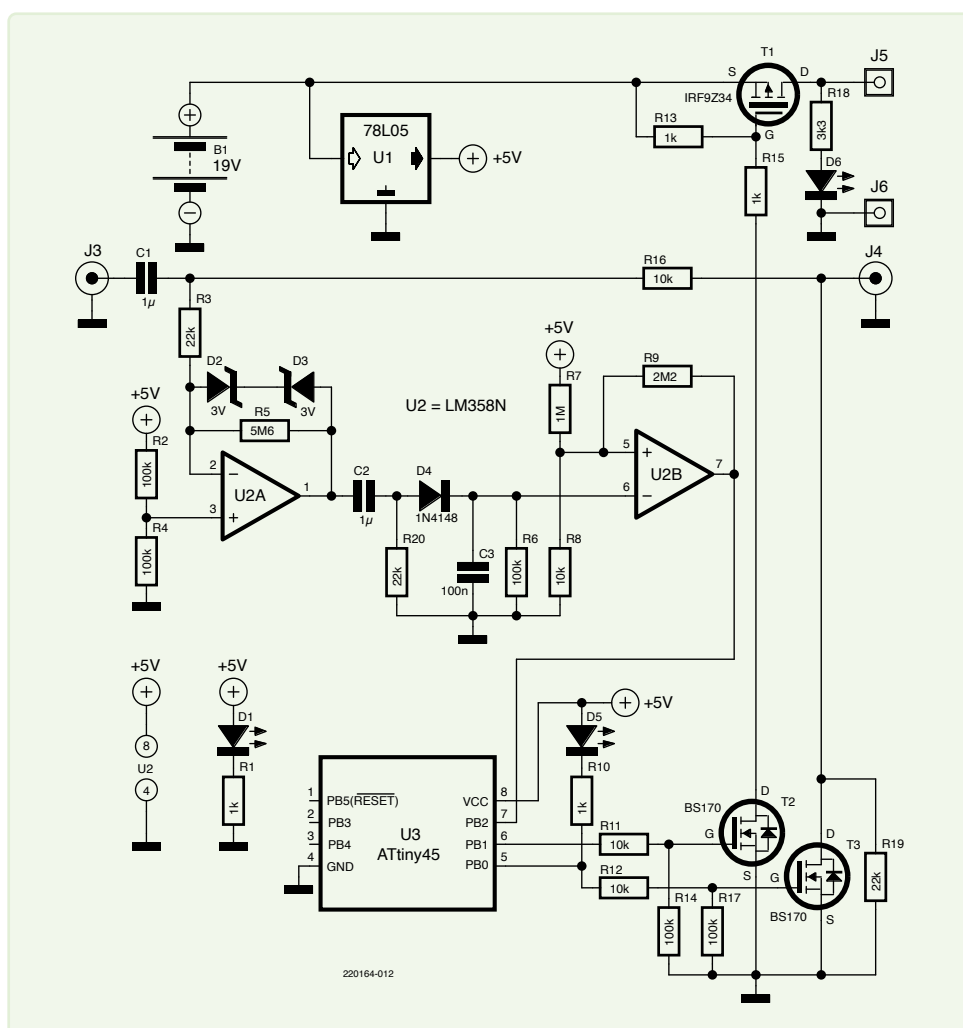 T1
J5
S
D
IRF9Z34
R18
3k3
R13
1k
G
78L05
U1
+5V
B1
19V
R15
1k
D6
J6
J3
C1
1µ
R16
10k
J4
R3
22k
D2
D3
3V
3V
R5
5M6
+5V
R7
1M
R9
2M2
U2 = LM358N
+5V
R2
100k
2
U2A
1
3
C2
1µ
D4
1N4148
5
U2B
7
6
R4
100k
R20
22k
C3
100n
R6
100k
R8
10k
+5V
+5V
+5V
8
U2
4
D1
R1
1k
D5
R10
1k
1
PB5(RESET)
VCC
8
2
PB3
PB2
7
3
PB4
PB1
6
4
GND
PB0
5
U3
ATtiny45
R11
10k
R12
10k
BS170
D
T2
G
S
D
T3
G
S
BS170
R19
22k
R14
100k
R17
100k
220164-012